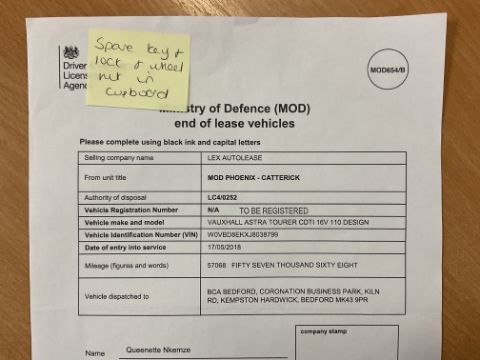 Spare key +
lock & wheel
nut in
cupboard
Driver
Licens
Agenc
MOD654/B
istry of Defence (MOD)
end of lease vehicles
Please complete using black ink and capital letters
Selling company name LEX AUTOLEASE
From unit title MOD PHOENIX - CATTERICK
Authority of disposal LC4/0252
Vehicle Registration Number N/A TO BE REGISTERED
Vehicle make and model VAUXHALL ASTRA TOURER CDTI 16V 110 DESIGN
Vehicle Identification Number (VIN) W0VBD8EKXJ8038799
Date of entry into service 17/05/2018
Mileage (figures and words) 57068 FIFTY SEVEN THOUSAND SIXTY EIGHT
Vehicle dispatched to BCA BEDFORD, CORONATION BUSINESS PARK, KILN
RD, KEMPSTON HARDWICK, BEDFORD MK43 9PR
company stamp
Name Queenette Nkemze